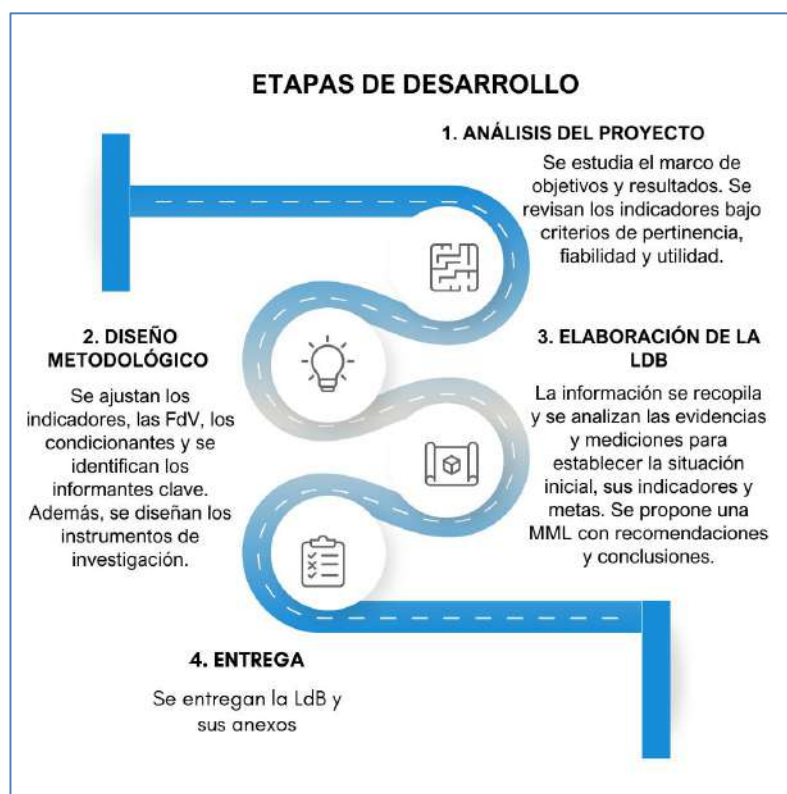 ETAPAS DE DESARROLLO
1. ANÁLISIS DEL PROYECTO
Se estudia el marco de
objetivos y resultados. Se
revisan los indicadores bajo
criterios de pertinencia,
fiabilidad y utilidad.
2. DISEÑO
METODOLÓGICO
Se ajustan los
indicadores, las FdV, los
condicionantes y se
identifican los
informantes clave.
Además, se diseñan los
instrumentos de
investigación.
3. ELABORACIÓN DE LA
LDB
La información se recopila
y se analizan las evidencias
y mediciones para
establecer la situación
inicial, sus indicadores y
metas. Se propone una
MML con recomendaciones
y conclusiones.
4. ENTREGA
Se entregan la LdB y
sus anexos